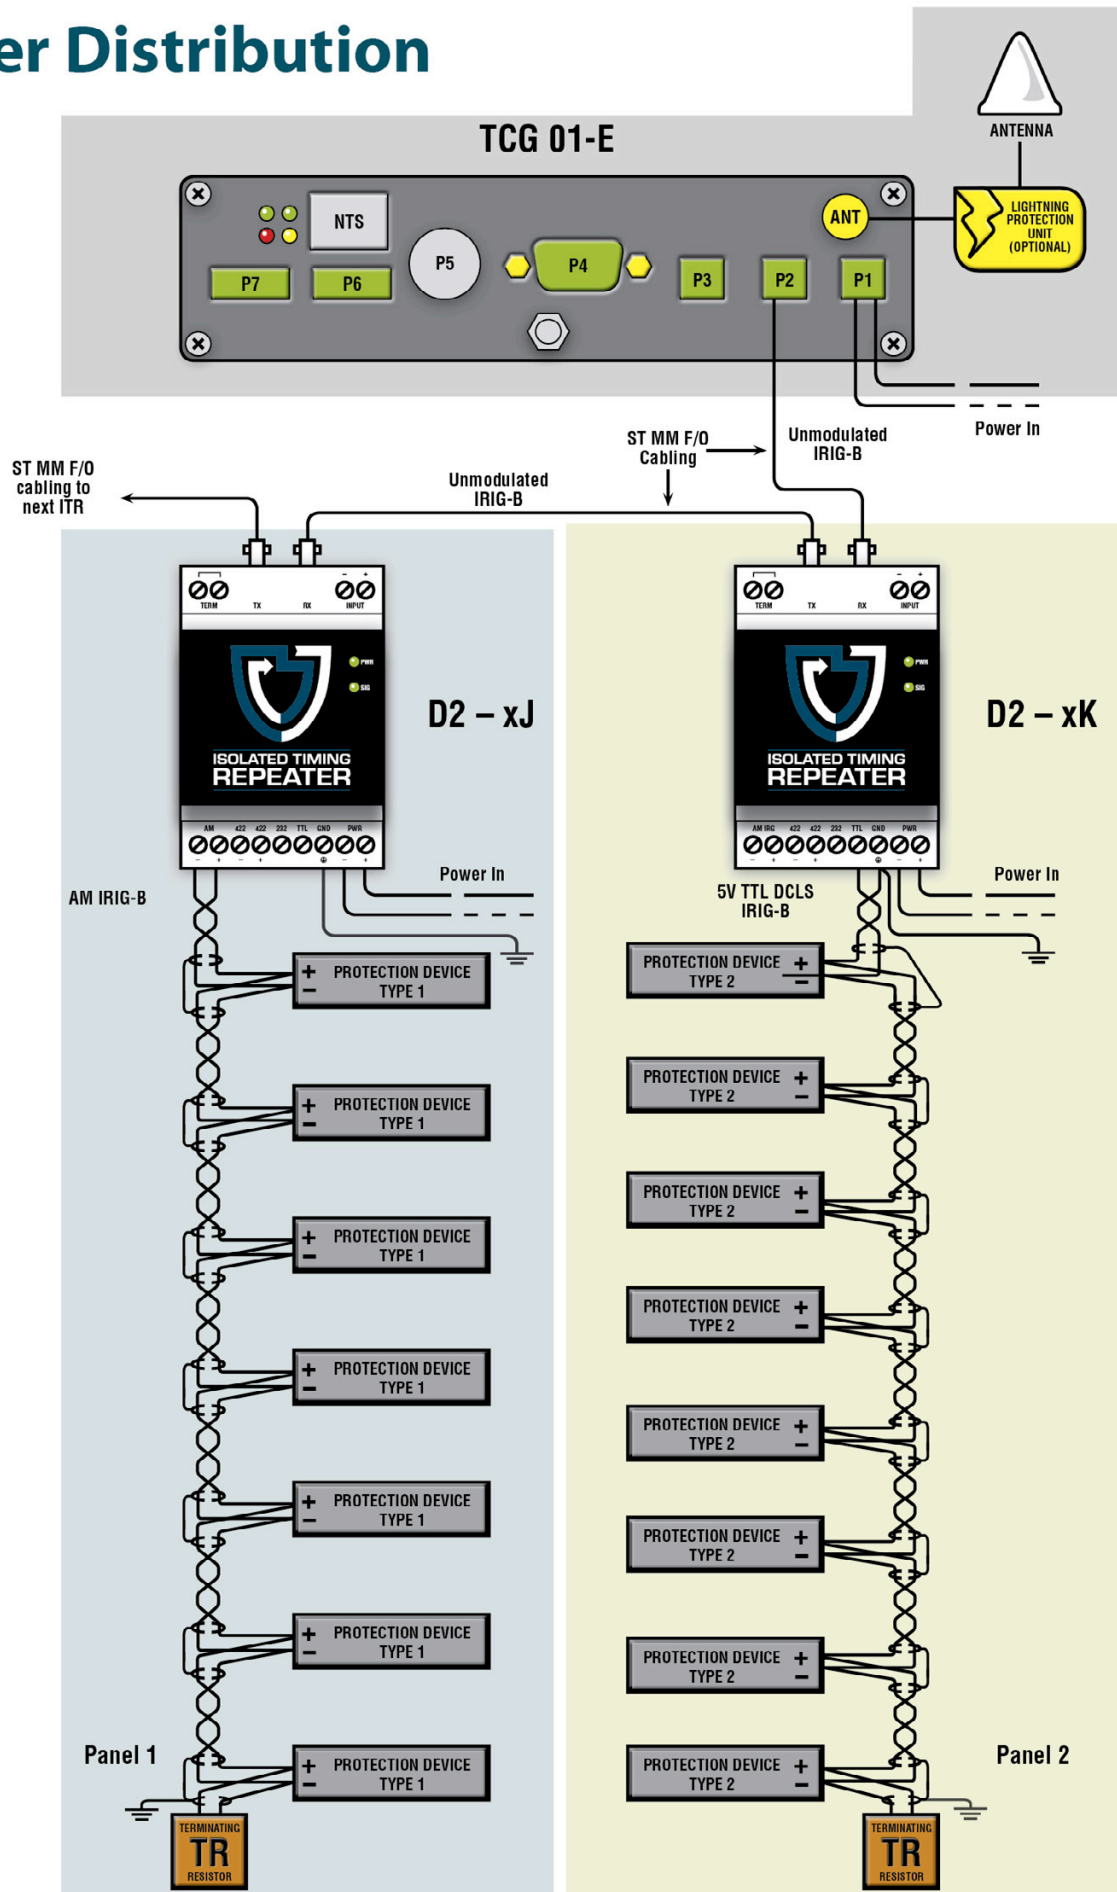 er Distribution
ANTENNA
TCG 01-E
LIGHTNING
PROTECTION
UNIT
(OPTIONAL)
NTS
ANT
P7
P6
P5
P4
P3
P2
P1
Power In
ST MM F/O
Cabling
Unmodulated
IRIG-B
ST MM F/O
cabling to
next ITR
Unmodulated
IRIG-B
- +
TERM TX RX INPUT
PWR
SIG
D2 – xJ
ISOLATED TIMING
REPEATER
AM 422 422 232 TTL GND PWR
- + - + - +
AM IRIG-B
Power In
+ PROTECTION DEVICE
– TYPE 1
+ PROTECTION DEVICE
– TYPE 1
+ PROTECTION DEVICE
– TYPE 1
+ PROTECTION DEVICE
– TYPE 1
+ PROTECTION DEVICE
– TYPE 1
+ PROTECTION DEVICE
– TYPE 1
+ PROTECTION DEVICE
– TYPE 1
Panel 1
TERMINATING
TR
RESISTOR
- +
TERM TX RX INPUT
PWR
SIG
D2 – xK
ISOLATED TIMING
REPEATER
AM IRG 422 422 232 TTL GND PWR
- + - + - +
5V TTL DCLS
IRIG-B
Power In
PROTECTION DEVICE +
TYPE 2 –
PROTECTION DEVICE +
TYPE 2 –
PROTECTION DEVICE +
TYPE 2 –
PROTECTION DEVICE +
TYPE 2 –
PROTECTION DEVICE +
TYPE 2 –
PROTECTION DEVICE +
TYPE 2 –
PROTECTION DEVICE +
TYPE 2 –
PROTECTION DEVICE +
TYPE 2 –
Panel 2
TERMINATING
TR
RESISTOR